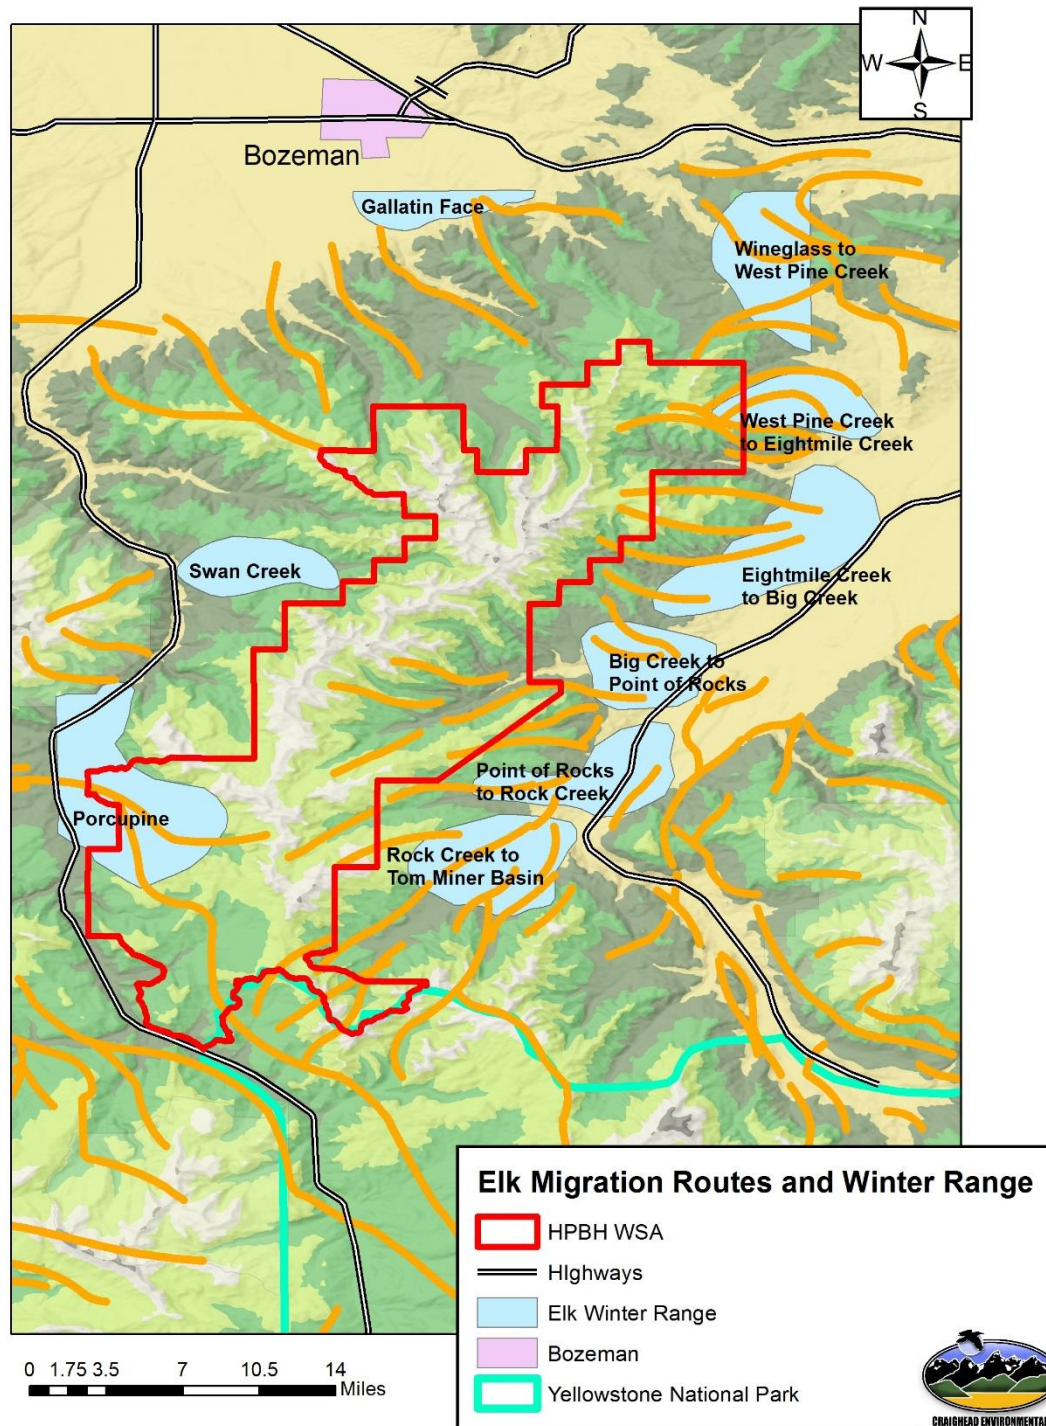 N
W E
S
Bozeman
Gallatin Face
Wineglass to
West Pine Creek
West Pine Creek
to Eightmile Creek
Swan Creek
Eightmile Creek
to Big Creek
Big Creek to
Point of Rocks
Point of Rocks
to Rock Creek
Porcupine
Rock Creek to
Tom Miner Basin
Elk Migration Routes and Winter Range
HPBH WSA
HIghways
Elk Winter Range
Bozeman
Yellowstone National Park
0 1.75 3.5 7 10.5 14
Miles
CRAIGHEAD ENVIRONMENTAL